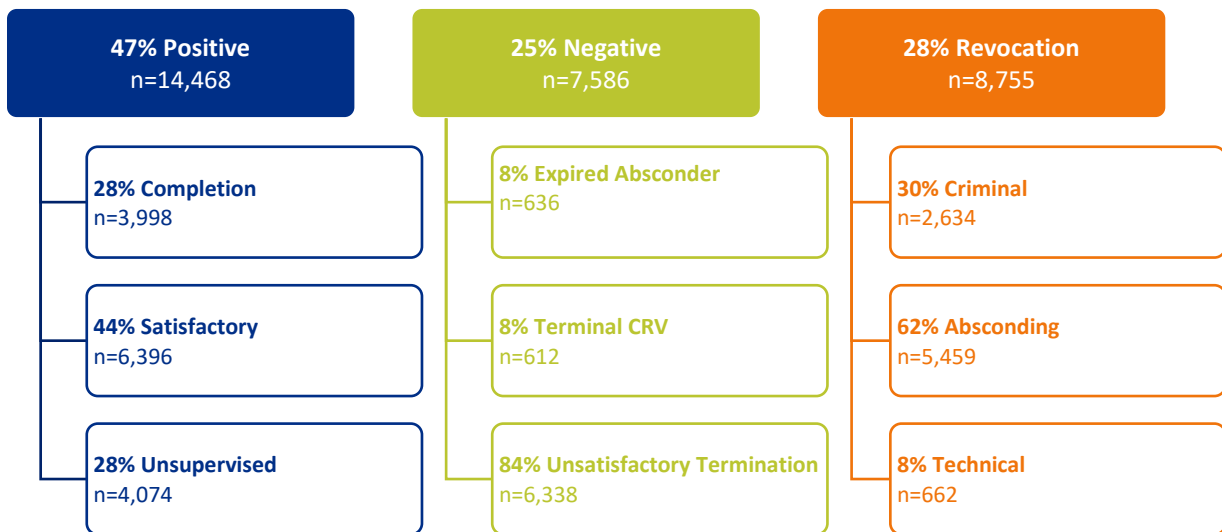 47% Positive
n=14,468
28% Completion
n=3,998
44% Satisfactory
n=6,396
28% Unsupervised
n=4,074
25% Negative
n=7,586
8% Expired Absconder
n=636
8% Terminal CRV
n=612
84% Unsatisfactory Termination
n=6,338
28% Revocation
n=8,755
30% Criminal
n=2,634
62% Absconding
n=5,459
8% Technical
n=662